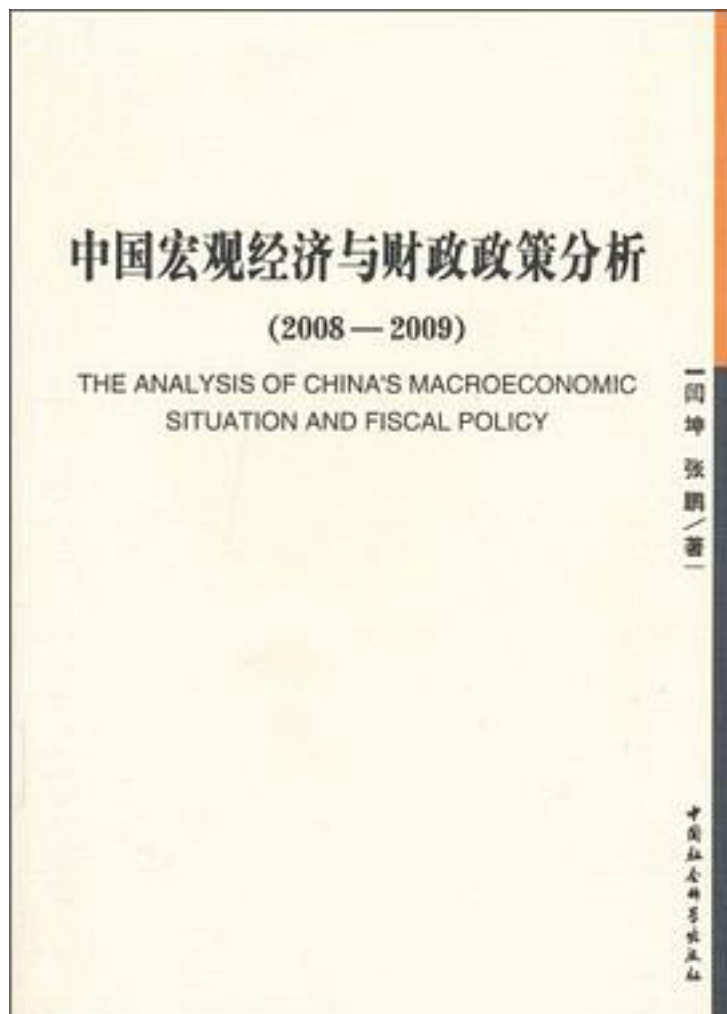 中国宏观经济与财政政策分析
(2008—2009)
THE ANALYSIS OF CHINA'S MACROECONOMIC
SITUATION AND FISCAL POLICY
闫坤 张鹏/著
中国社会科学出版社